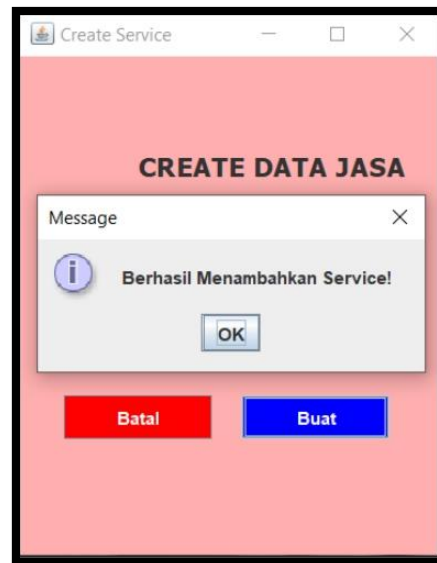 Create Service
CREATE DATA JASA
Message
Berhasil Menambahkan Service!
OK
Batal
Buat